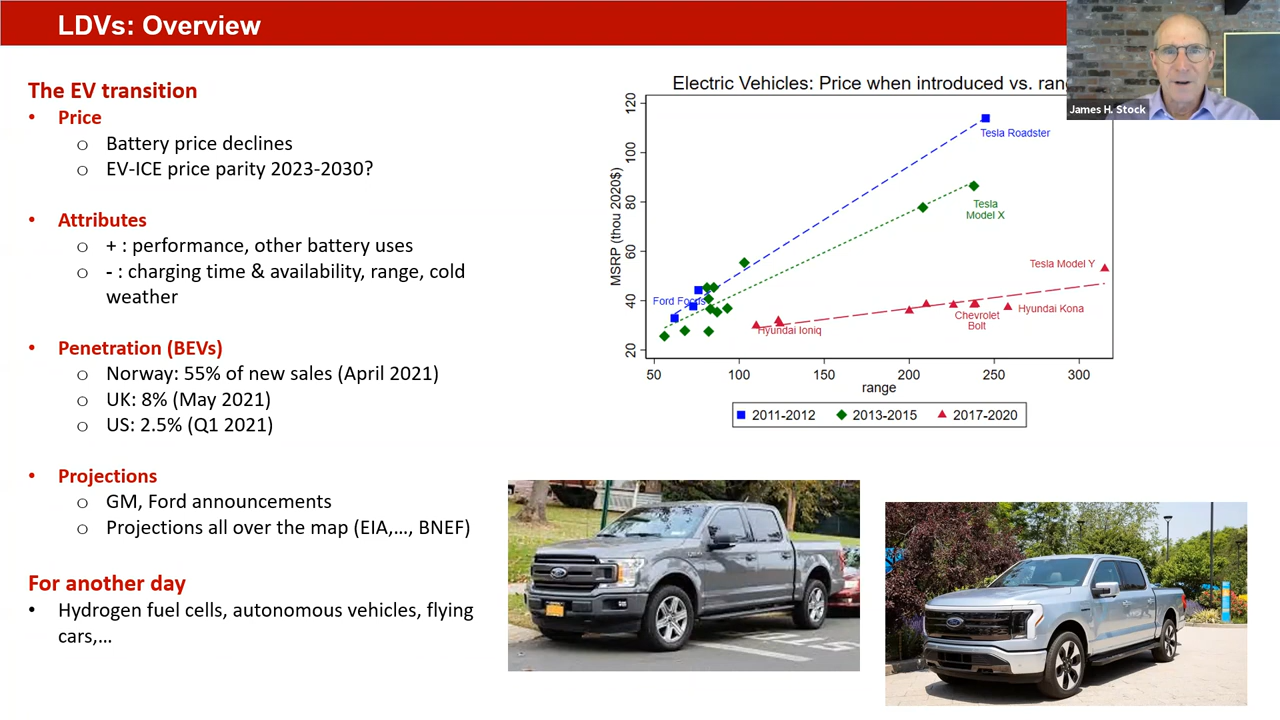 LDVs: Overview
James H. Stock
The EV transition
• Price
o Battery price declines
o EV-ICE price parity 2023-2030?
• Attributes
o + : performance, other battery uses
o - : charging time & availability, range, cold
weather
• Penetration (BEVs)
o Norway: 55% of new sales (April 2021)
o UK: 8% (May 2021)
o US: 2.5% (Q1 2021)
• Projections
o GM, Ford announcements
o Projections all over the map (EIA,…, BNEF)
For another day
• Hydrogen fuel cells, autonomous vehicles, flying
cars,…
Electric Vehicles: Price when introduced vs.
MSRP (thou 2020$)
120
100
80
60
40
20
Tesla Roadster
Tesla
Model X
Tesla Model Y
Ford Focus
Hyundai Ioniq
Chevrolet
Bolt
Hyundai Kona
50
100
150
200
250
300
range
2011-2012
2013-2015
2017-2020